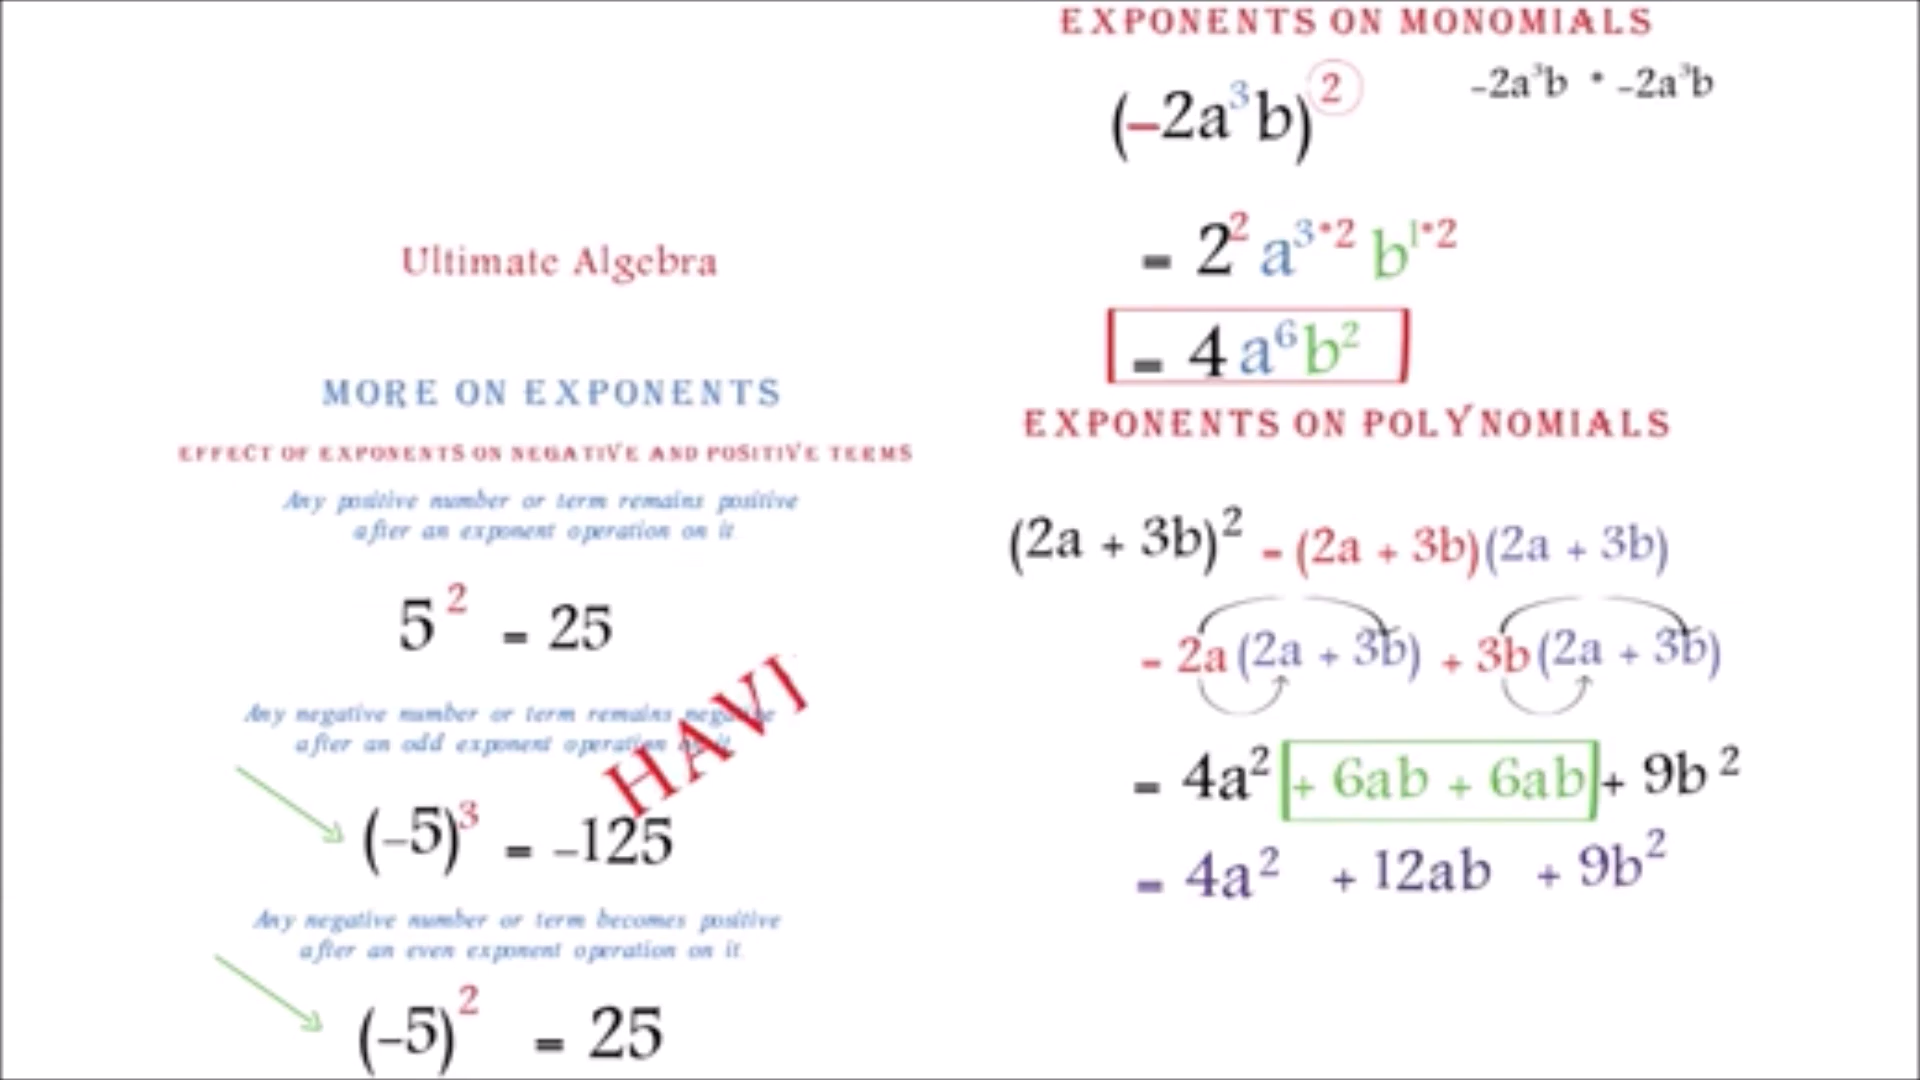 Ultimate Algebra
MORE ON EXPONENTS
EFFECT OF EXPONENTS ON NEGATIVE AND POSITIVE TERMS
Any positive number or term remains positive
after an exponent operation on it
5² = 25
Any negative number or term remains negative
after an odd exponent operation on it
HAVI
(-5)³ = -125
Any negative number or term becomes positive
after an even exponent operation on it
(-5)² = 25
EXPONENTS ON MONOMIALS
(-2a³b)² -2a³b • -2a³b
= 2² a³•² b¹•²
= 4a⁶b²
EXPONENTS ON POLYNOMIALS
(2a + 3b)² = (2a + 3b)(2a + 3b)
= 2a(2a + 3b) + 3b(2a + 3b)
= 4a² + 6ab + 6ab + 9b²
= 4a² + 12ab + 9b²